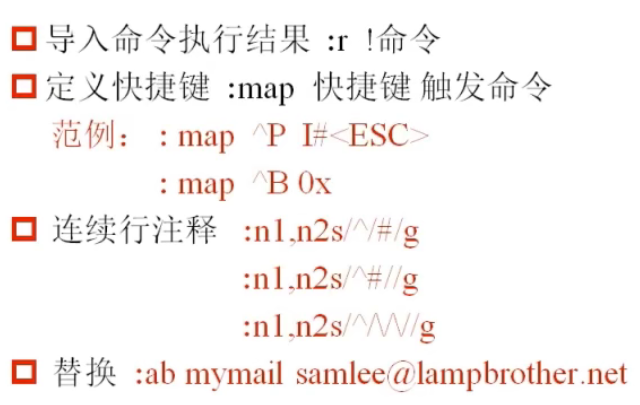 导入命令执行结果 :r !命令
定义快捷键 :map 快捷键 触发命令
范例： : map ^P I#<ESC>
: map ^B 0x
连续行注释 :n1,n2s/^/#/g
:n1,n2s/^#//g
:n1,n2s/^/\/\//g
替换 :ab mymail samlee@lampbrother.net